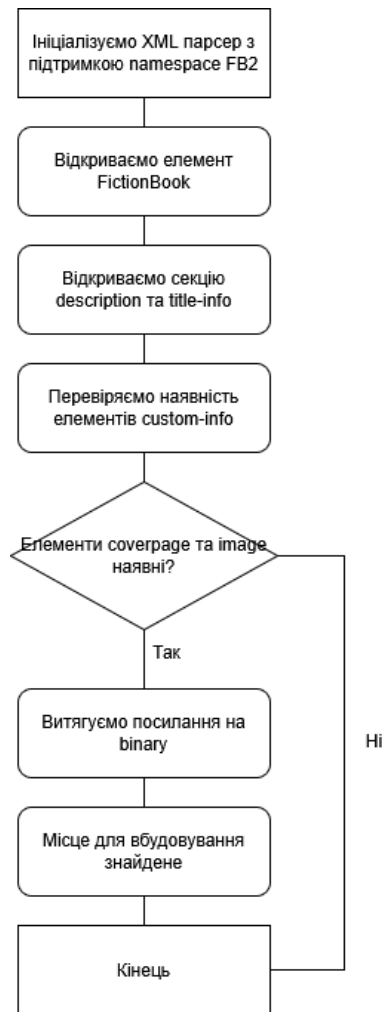 Ініціалізуємо XML парсер з
підтримкою namespace FB2
Відкриваємо елемент
FictionBook
Відкриваємо секцію
description та title-info
Перевіряємо наявність
елементів custom-info
Елементи coverpage та image
наявні?
Так
Витягуємо посилання на
binary
Ні
Місце для вбудовування
знайдене
Кінець